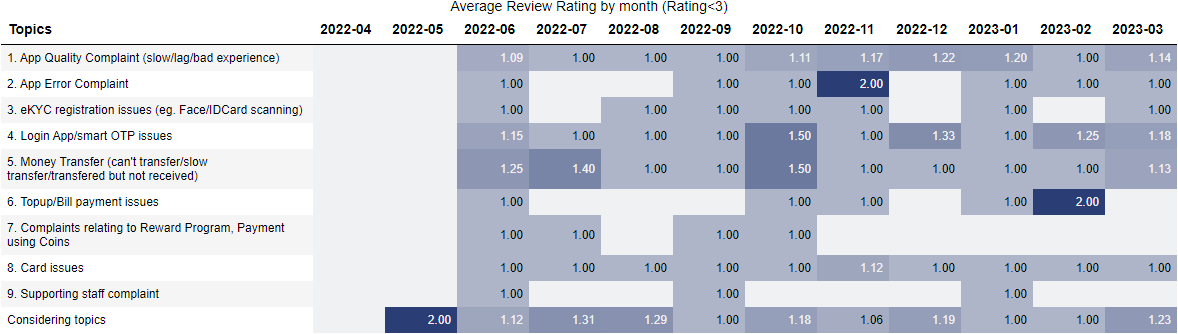 Average Review Rating by month (Rating<3)
Topics 2022-04 2022-05 2022-06 2022-07 2022-08 2022-09 2022-10 2022-11 2022-12 2023-01 2023-02 2023-03
1. App Quality Complaint (slow/lag/bad experience) 1.09 1.00 1.00 1.00 1.11 1.17 1.22 1.20 1.00 1.14
2. App Error Complaint 1.00 1.00 1.00 2.00 1.00 1.00 1.00
3. eKYC registration issues (eg. Face/IDCard scanning) 1.00 1.00 1.00 1.00 1.00 1.00 1.00
4. Login App/smart OTP issues 1.15 1.00 1.00 1.00 1.50 1.00 1.33 1.00 1.25 1.18
5. Money Transfer (can't transfer/slow
transfer/transfered but not received) 1.25 1.40 1.00 1.00 1.50 1.00 1.00 1.00 1.00 1.13
6. Topup/Bill payment issues 1.00 1.00 1.00 1.00 2.00
7. Complaints relating to Reward Program, Payment
using Coins 1.00 1.00 1.00 1.00
8. Card issues 1.00 1.00 1.00 1.00 1.00 1.12 1.00 1.00 1.00 1.00
9. Supporting staff complaint 1.00 1.00 1.00
Considering topics 2.00 1.12 1.31 1.29 1.00 1.18 1.06 1.19 1.00 1.00 1.23